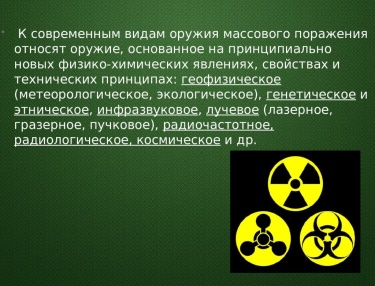 К современным видам оружия массового поражения
относят оружие, основанное на принципиально
новых физико-химических явлениях, свойствах и
технических принципах: геофизическое
(метеорологическое, экологическое), генетическое и
этническое, инфразвуковое, лучевое (лазерное,
гразерное, пучковое), радиочастотное,
радиологическое, космическое и др.